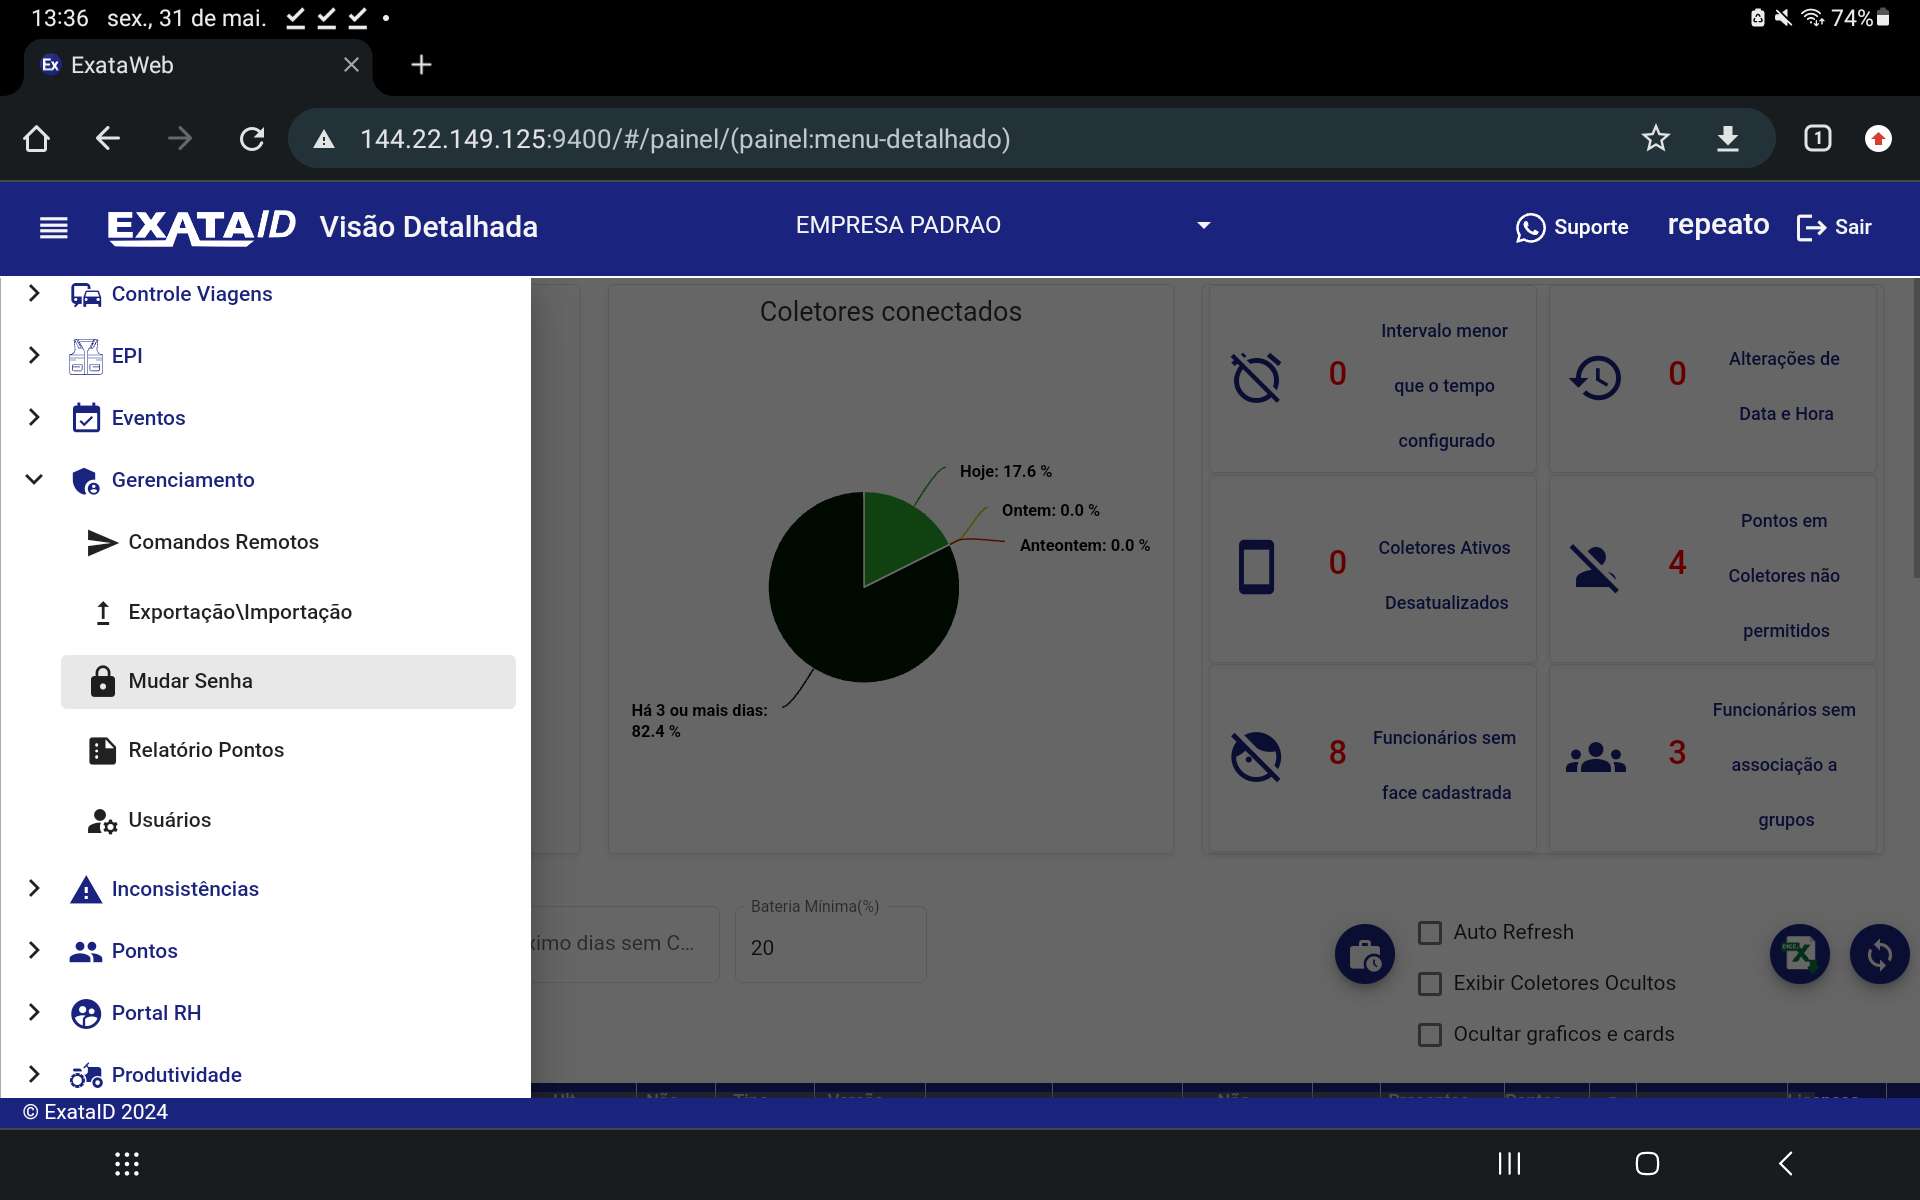 13:36 sex., 31 de mai.
74%
Ex ExataWeb
144.22.149.125:9400/#/painel/(painel:menu-detalhado)
1
EXATAID Visão Detalhada
EMPRESA PADRAO
Suporte
repeato
Sair
Controle Viagens
EPI
Eventos
Gerenciamento
Comandos Remotos
Exportação\Importação
Mudar Senha
Relatório Pontos
Usuários
Inconsistências
Pontos
Portal RH
Produtividade
Coletores conectados
Hoje: 17.6 %
Ontem: 0.0 %
Anteontem: 0.0 %
Há 3 ou mais dias:
82.4 %
0
Intervalo menor
que o tempo
configurado
0
Alterações de
Data e Hora
0
Coletores Ativos
Desatualizados
4
Pontos em
Coletores não
permitidos
8
Funcionários sem
face cadastrada
3
Funcionários sem
associação a
grupos
dias sem C...
Bateria Mínima(%)
20
Auto Refresh
Exibir Coletores Ocultos
Ocultar graficos e cards
© ExataID 2024